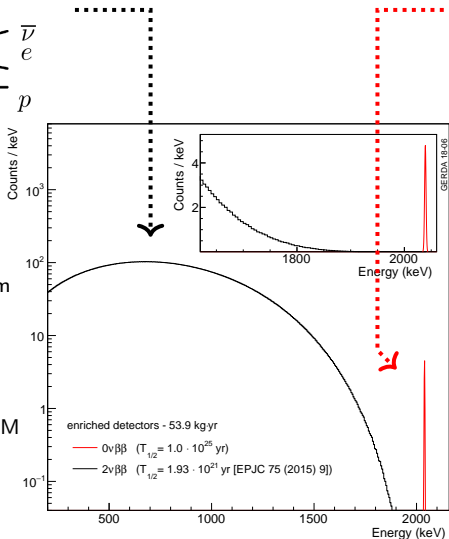 ν̅
e
p
Counts / keV
10³
10²
10
1
10⁻¹
500 1000 1500 2000
Energy (keV)
Counts / keV
4
2
1800 2000
Energy (keV)
GERDA 18-06
m
M
enriched detectors - 53.9 kg·yr
0νββ (T₁/₂ = 1.0 · 10²⁵ yr)
2νββ (T₁/₂ = 1.93 · 10²¹ yr [EPJC 75 (2015) 9])